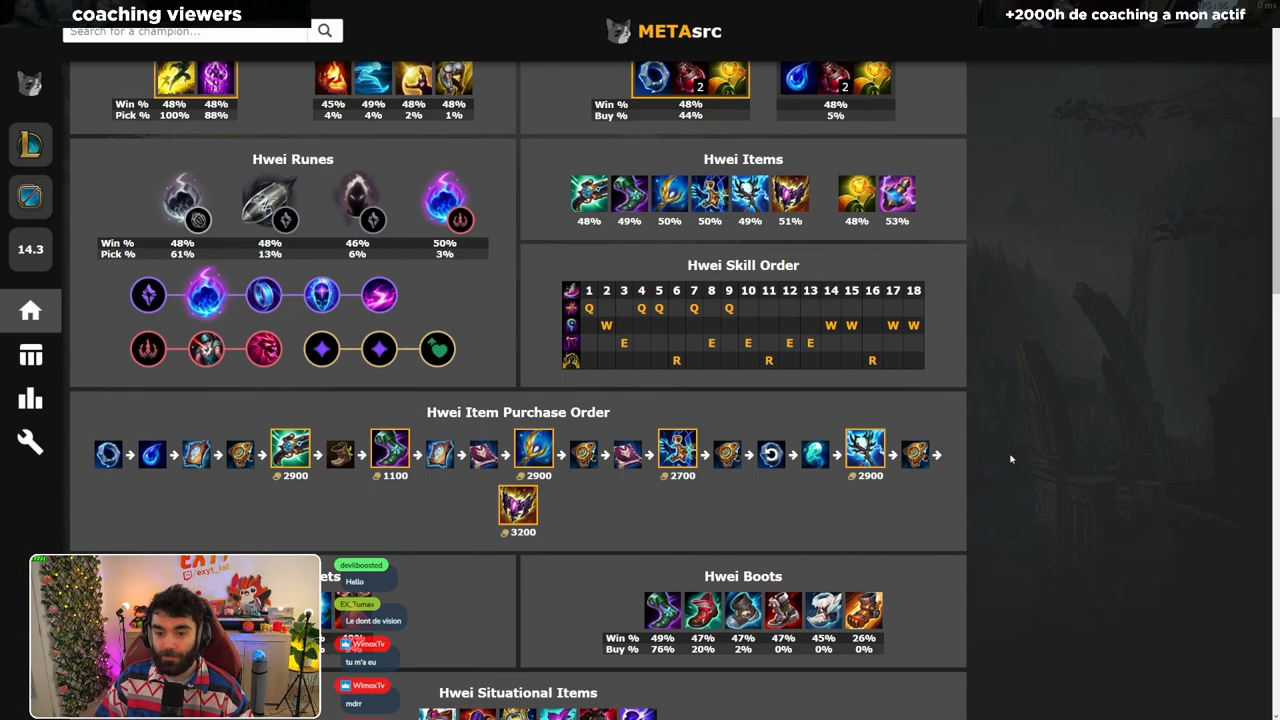 coaching viewers
+2000h de coaching a mon actif
Search for a champion...
METAsrc
Win % 48% 48% 45% 49% 48% 48%
Pick % 100% 88% 4% 4% 2% 1%
2 2
Win % 48% 48%
Buy % 44% 5%
14.3
Hwei Runes
Win % 48% 48% 46% 50%
Pick % 61% 13% 6% 3%
Hwei Items
48% 49% 50% 50% 49% 51% 48% 53%
Hwei Skill Order
1 2 3 4 5 6 7 8 9 10 11 12 13 14 15 16 17 18
Q Q Q Q Q
W W W W W
E E E E E
R R R
Hwei Item Purchase Order
2900 1100 2900 2700 2900
3200
EXYT
/exyt_lol
devilboosted
Hello
EX_Tomax
Le dont de vision
WimoxTv
tu m'a eu
WimoxTv
mdrr
ets
Hwei Boots
Win % 49% 47% 47% 47% 45% 26%
Buy % 76% 20% 2% 0% 0% 0%
Hwei Situational Items